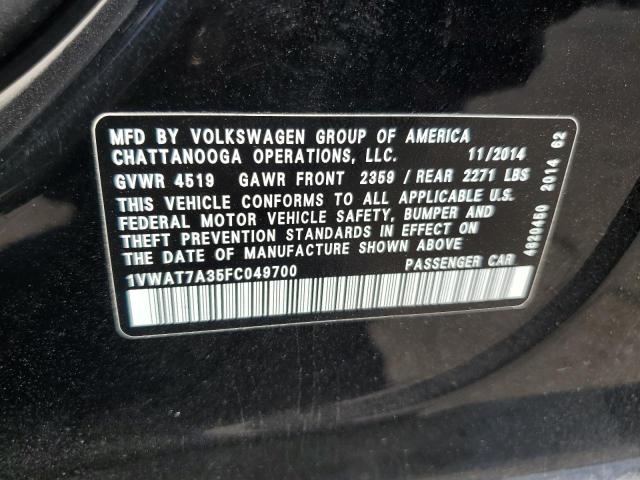 MFD BY VOLKSWAGEN GROUP OF AMERICA
CHATTANOOGA OPERATIONS, LLC. 11/2014
GVWR 4519 GAWR FRONT 2359 / REAR 2271 LBS
THIS VEHICLE CONFORMS TO ALL APPLICABLE U.S.
FEDERAL MOTOR VEHICLE SAFETY, BUMPER AND
THEFT PREVENTION STANDARDS IN EFFECT ON
THE DATE OF MANUFACTURE SHOWN ABOVE.
1VWAT7A35FC049700 PASSENGER CAR
4920450 2014 62